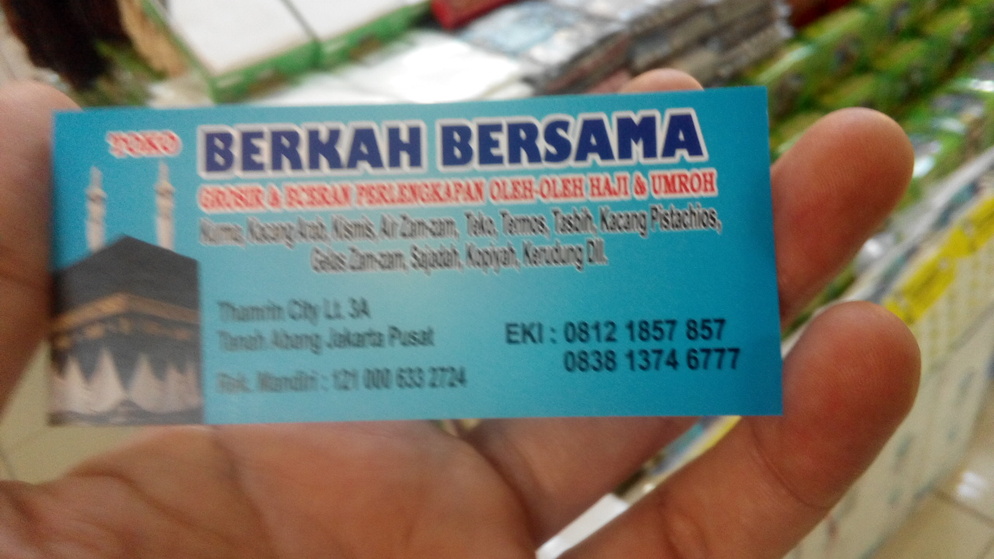 TOKO
BERKAH BERSAMA
GROSIR & ECERAN PERLENGKAPAN OLEH-OLEH HAJI & UMROH
Kurma, Kacang Arab, Kismis, Air Zam-zam, Teko, Termos, Tasbih, Kacang Pistachios,
Gelas Zam-zam, Sajadah, Kopiyah, Kerudung Dll.
Thamrin City Lt. 3A
Tanah Abang Jakarta Pusat
Rek. Mandiri : 121 000 633 2724
EKI : 0812 1857 857
0838 1374 6777